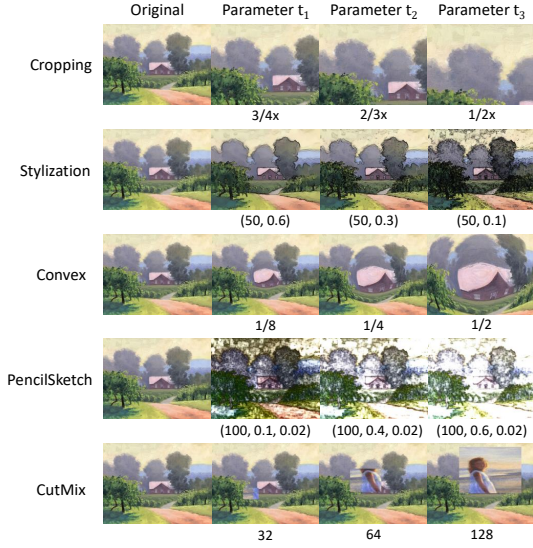 Original Parameter t₁ Parameter t₂ Parameter t₃
Cropping
3/4x 2/3x 1/2x
Stylization
(50, 0.6) (50, 0.3) (50, 0.1)
Convex
1/8 1/4 1/2
PencilSketch
(100, 0.1, 0.02) (100, 0.4, 0.02) (100, 0.6, 0.02)
CutMix
32 64 128